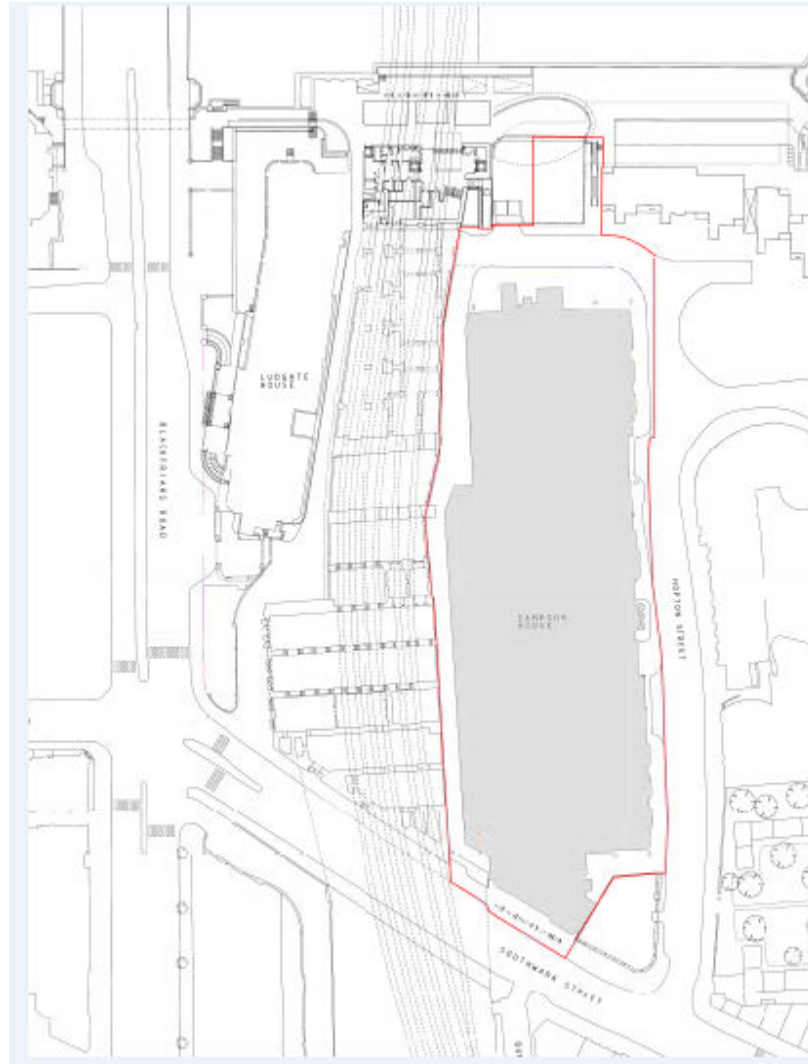 LUDGATE
HOUSE
BLACKFRIARS ROAD
SAMPSON
HOUSE
HOPTON STREET
SOUTHWARK STREET